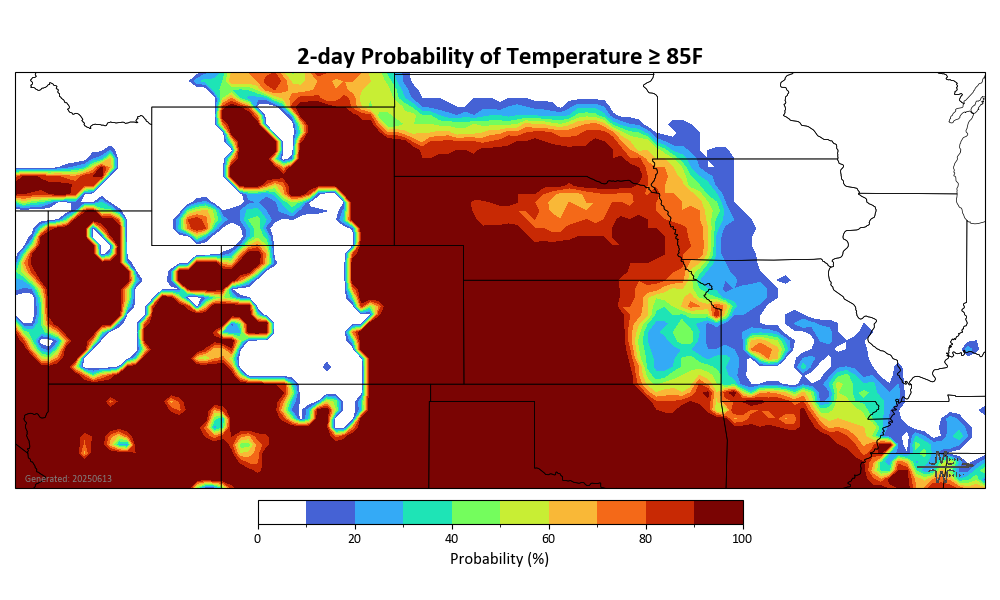 2-day Probability of Temperature ≥ 85F
Generated: 20250613
0 20 40 60 80 100
Probability (%)